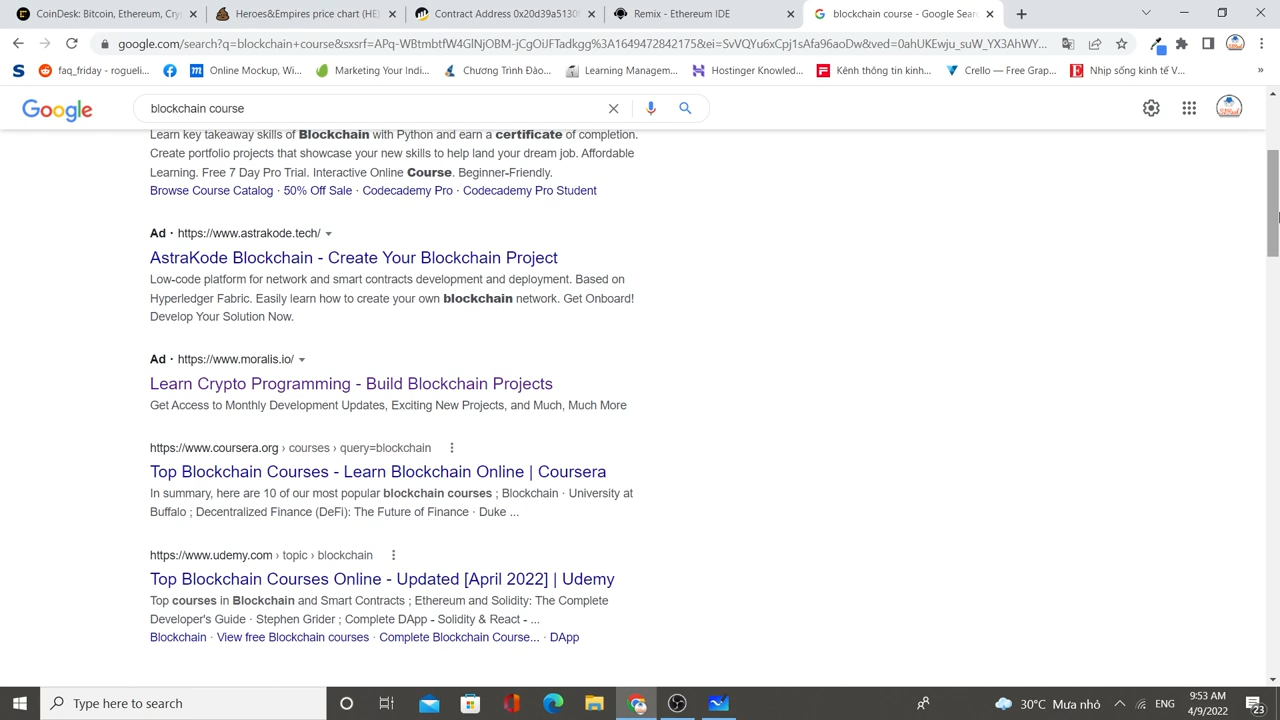 CoinDesk: Bitcoin, Ethereum, Cry
Heroes&Empires price chart (HE)
Contract Address 0x20d39a5130f
Remix - Ethereum IDE
blockchain course - Google Sear
google.com/search?q=blockchain+course&sxsrf=APq-WBtmbtfW4GlNjOBM-jCgOlJFTadkgg%3A1649472842175&ei=SvVQYu6xCpj1sAfa96aoDw&ved=0ahUKEwju_suW_YX3AhWY...
faq_friday - rogueli...
Online Mockup, Wi...
Marketing Your Indi...
Chương Trình Đào...
Learning Managem...
Hostinger Knowled...
Kênh thông tin kinh...
Crello — Free Grap...
Nhịp sống kinh tế V...
»
Google
blockchain course
Learn key takeaway skills of Blockchain with Python and earn a certificate of completion.
Create portfolio projects that showcase your new skills to help land your dream job. Affordable
Learning. Free 7 Day Pro Trial. Interactive Online Course. Beginner-Friendly.
Browse Course Catalog · 50% Off Sale · Codecademy Pro · Codecademy Pro Student
Ad · https://www.astrakode.tech/
AstraKode Blockchain - Create Your Blockchain Project
Low-code platform for network and smart contracts development and deployment. Based on
Hyperledger Fabric. Easily learn how to create your own blockchain network. Get Onboard!
Develop Your Solution Now.
Ad · https://www.moralis.io/
Learn Crypto Programming - Build Blockchain Projects
Get Access to Monthly Development Updates, Exciting New Projects, and Much, Much More
https://www.coursera.org › courses › query=blockchain
Top Blockchain Courses - Learn Blockchain Online | Coursera
In summary, here are 10 of our most popular blockchain courses ; Blockchain · University at
Buffalo ; Decentralized Finance (DeFi): The Future of Finance · Duke ...
https://www.udemy.com › topic › blockchain
Top Blockchain Courses Online - Updated [April 2022] | Udemy
Top courses in Blockchain and Smart Contracts ; Ethereum and Solidity: The Complete
Developer's Guide · Stephen Grider ; Complete DApp - Solidity & React - ...
Blockchain · View free Blockchain courses · Complete Blockchain Course... · DApp
Type here to search
30°C Mưa nhỏ
ENG
9:53 AM
4/9/2022
23